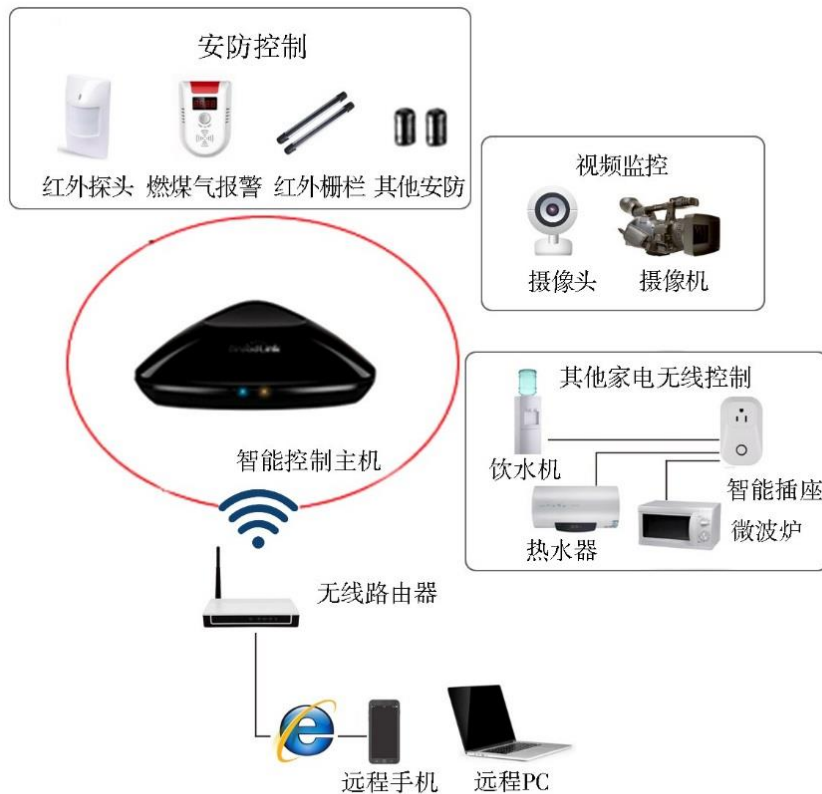 安防控制
红外探头 燃煤气报警 红外栅栏 其他安防
视频监控
摄像头 摄像机
BroadLink
智能控制主机
其他家电无线控制
饮水机
智能插座
热水器
微波炉
无线路由器
远程手机 远程PC